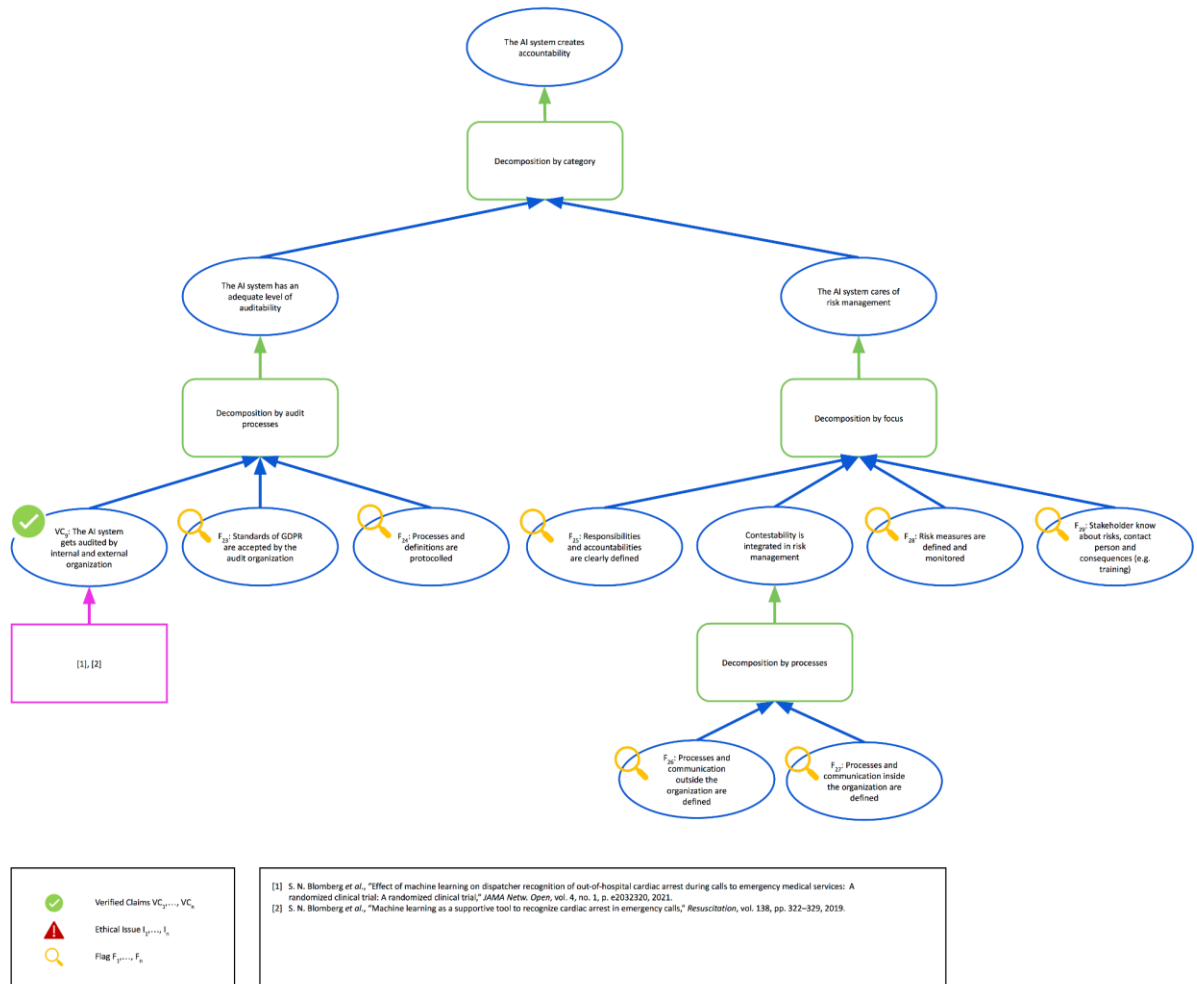 The AI system creates
accountability
Decomposition by category
The AI system has an
adequate level of
auditability
The AI system cares of
risk management
Decomposition by audit
processes
Decomposition by focus
VC9: The AI system
gets audited by
internal and external
organization
F23: Standards of GDPR
are accepted by the
audit organization
F24: Processes and
definitions are
protocolled
F25: Responsibilities
and accountabilities
are clearly defined
Contestability is
integrated in risk
management
F28: Risk measures are
defined and
monitored
F29: Stakeholder know
about risks, contact
person and
consequences (e.g.
training)
[1], [2]
Decomposition by processes
F26: Processes and
communication
outside the
organization are
defined
F27: Processes and
communication inside
the organization are
defined
Verified Claims VC1,..., VCn
Ethical Issue I1,..., In
Flag F1,..., Fn
[1] S. N. Blomberg et al., “Effect of machine learning on dispatcher recognition of out-of-hospital cardiac arrest during calls to emergency medical services: A
randomized clinical trial: A randomized clinical trial,” JAMA Netw. Open, vol. 4, no. 1, p. e2032320, 2021.
[2] S. N. Blomberg et al., “Machine learning as a supportive tool to recognize cardiac arrest in emergency calls,” Resuscitation, vol. 138, pp. 322–329, 2019.